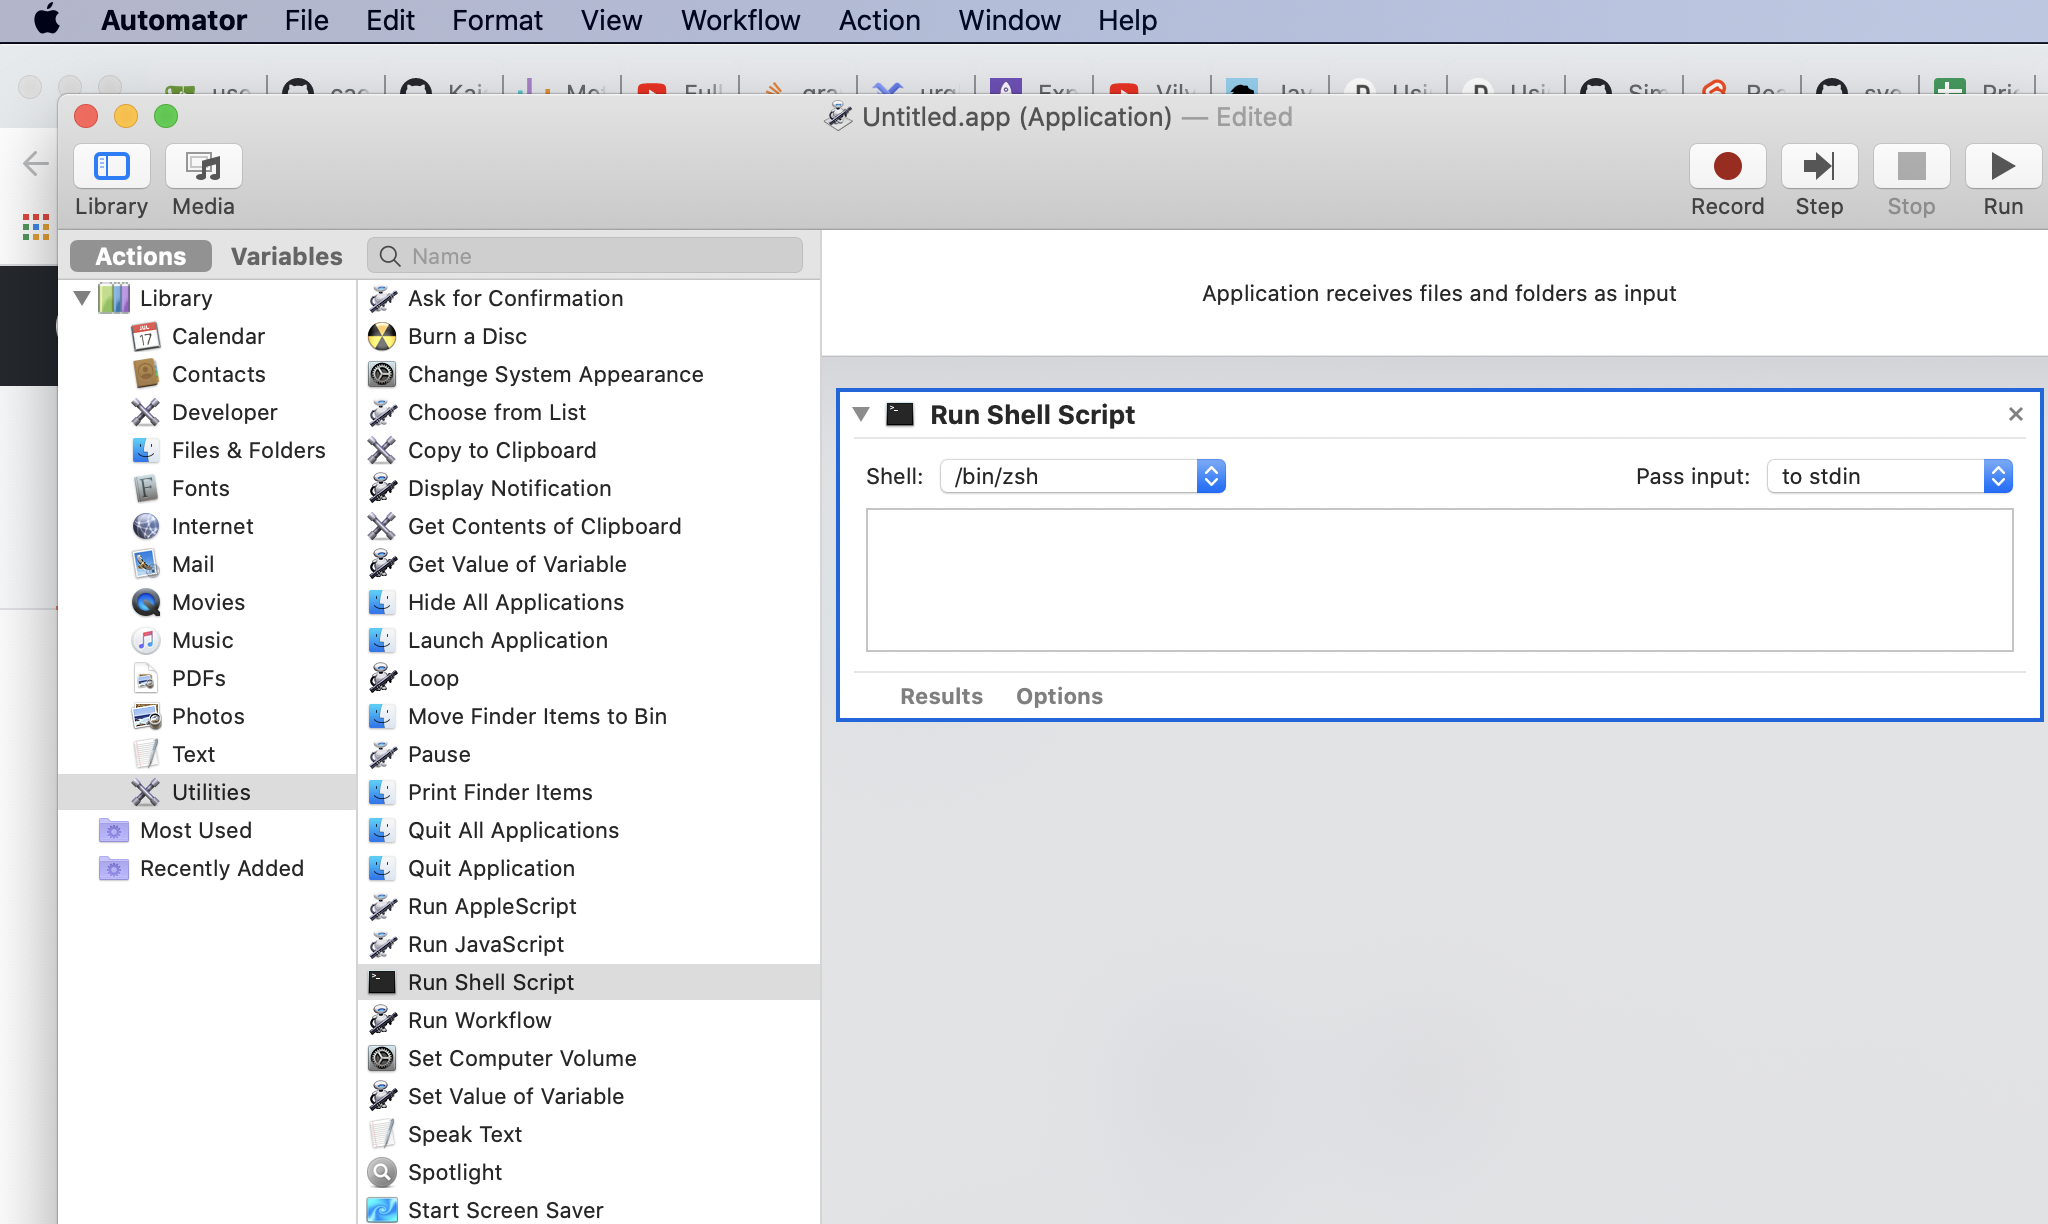 Automator File Edit Format View Workflow Action Window Help
Untitled.app (Application) — Edited
Library Media Record Step Stop Run
Actions Variables Name
Application receives files and folders as input
Library
Calendar
Contacts
Developer
Files & Folders
Fonts
Internet
Mail
Movies
Music
PDFs
Photos
Text
Utilities
Most Used
Recently Added
Ask for Confirmation
Burn a Disc
Change System Appearance
Choose from List
Copy to Clipboard
Display Notification
Get Contents of Clipboard
Get Value of Variable
Hide All Applications
Launch Application
Loop
Move Finder Items to Bin
Pause
Print Finder Items
Quit All Applications
Quit Application
Run AppleScript
Run JavaScript
Run Shell Script
Run Workflow
Set Computer Volume
Set Value of Variable
Speak Text
Spotlight
Start Screen Saver
Run Shell Script
Shell: /bin/zsh Pass input: to stdin
Results Options